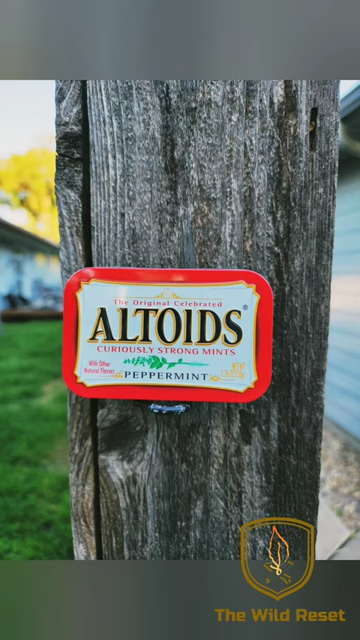 The Original Celebrated
ALTOIDS®
CURIOUSLY STRONG MINTS
With Other
Natural Flavors
PEPPERMINT
The Wild Reset